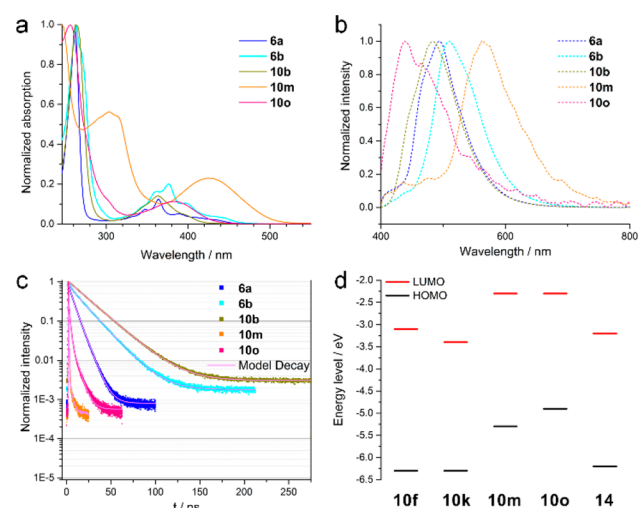 a
1.0
0.8
0.6
0.4
0.2
0.0
Normalized absorption
300
400
500
Wavelength / nm
6a
6b
10b
10m
10o
b
1.0
0.8
0.6
0.4
0.2
0.0
Normalized intensity
400
600
800
Wavelength / nm
6a
6b
10b
10m
10o
c
1
0.1
0.01
1E-3
1E-4
1E-5
Normalized intensity
0
50
100
150
200
250
t / ns
6a
6b
10b
10m
10o
Model Decay
d
-2.0
-2.5
-3.0
-3.5
-4.0
-4.5
-5.0
-5.5
-6.0
-6.5
Energy level / eV
LUMO
HOMO
10f 10k 10m 10o 14